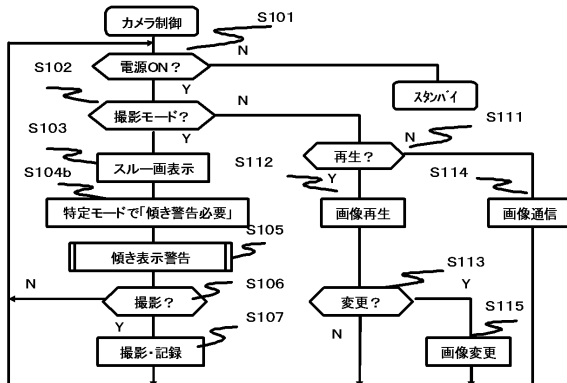 カメラ制御
S101
N
電源ON？
S102
Y
スタンバイ
N
撮影モード？
S111
S103
Y
再生？
N
スルー画表示
S112
Y
S114
S104b
特定モードで「傾き警告必要」
画像再生
画像通信
S105
傾き表示警告
S113
N
S106
撮影？
変更？
Y
S107
Y
N
S115
撮影・記録
画像変更